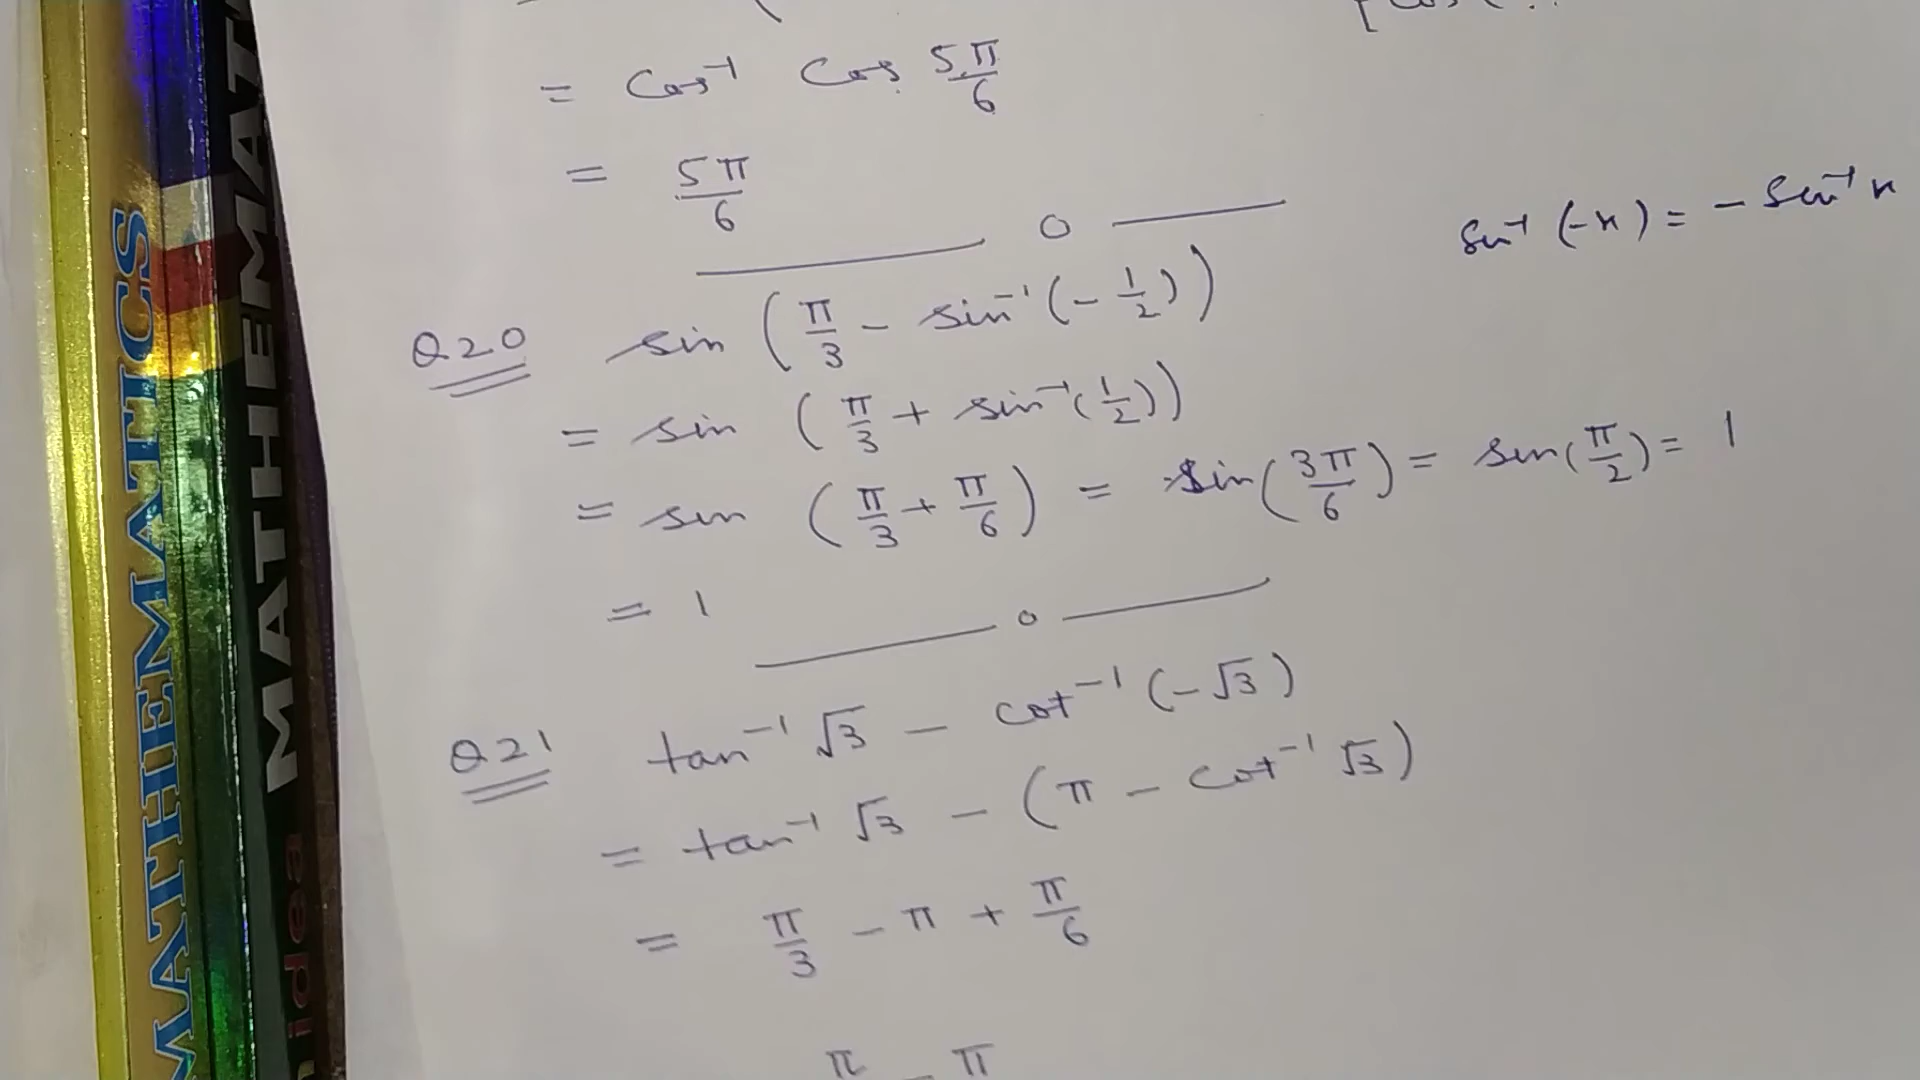 = Cos⁻¹ Cos 5π/6
= 5π/6
sin⁻¹ (-x) = - sin⁻¹ x
Q20 sin (π/3 - sin⁻¹ (- 1/2))
= sin (π/3 + sin⁻¹ (1/2))
= sin (π/3 + π/6) = sin (3π/6) = sin (π/2) = 1
= 1
Q21 tan⁻¹ √3 - cot⁻¹ (-√3)
= tan⁻¹ √3 - (π - cot⁻¹ √3)
= π/3 - π + π/6
π - π
MATHEMATICS
MATHEMAT